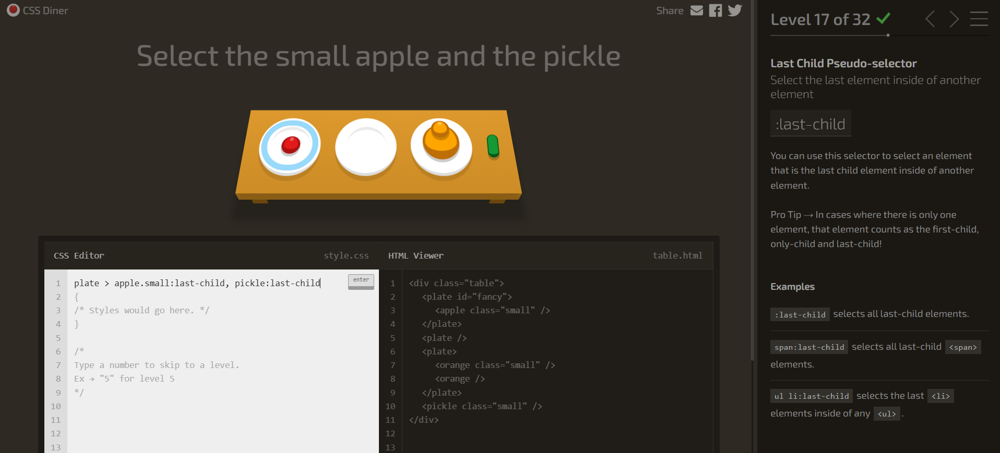 CSS Diner
Share
Select the small apple and the pickle
CSS Editor
style.css
1 plate > apple.small:last-child, pickle:last-child
enter
2 {
3 /* Styles would go here. */
4 }
5
6 /*
7 Type a number to skip to a level.
8 Ex → "5" for level 5
9 */
10
11
12
13
HTML Viewer
table.html
1 <div class="table">
2 <plate id="fancy">
3 <apple class="small" />
4 </plate>
5 <plate />
6 <plate>
7 <orange class="small" />
8 <orange />
9 </plate>
10 <pickle class="small" />
11 </div>
12
13
Level 17 of 32
Last Child Pseudo-selector
Select the last element inside of another
element
:last-child
You can use this selector to select an element
that is the last child element inside of another
element.
Pro Tip → In cases where there is only one
element, that element counts as the first-child,
only-child and last-child!
Examples
:last-child selects all last-child elements.
span:last-child selects all last-child <span>
elements.
ul li:last-child selects the last <li>
elements inside of any <ul> .